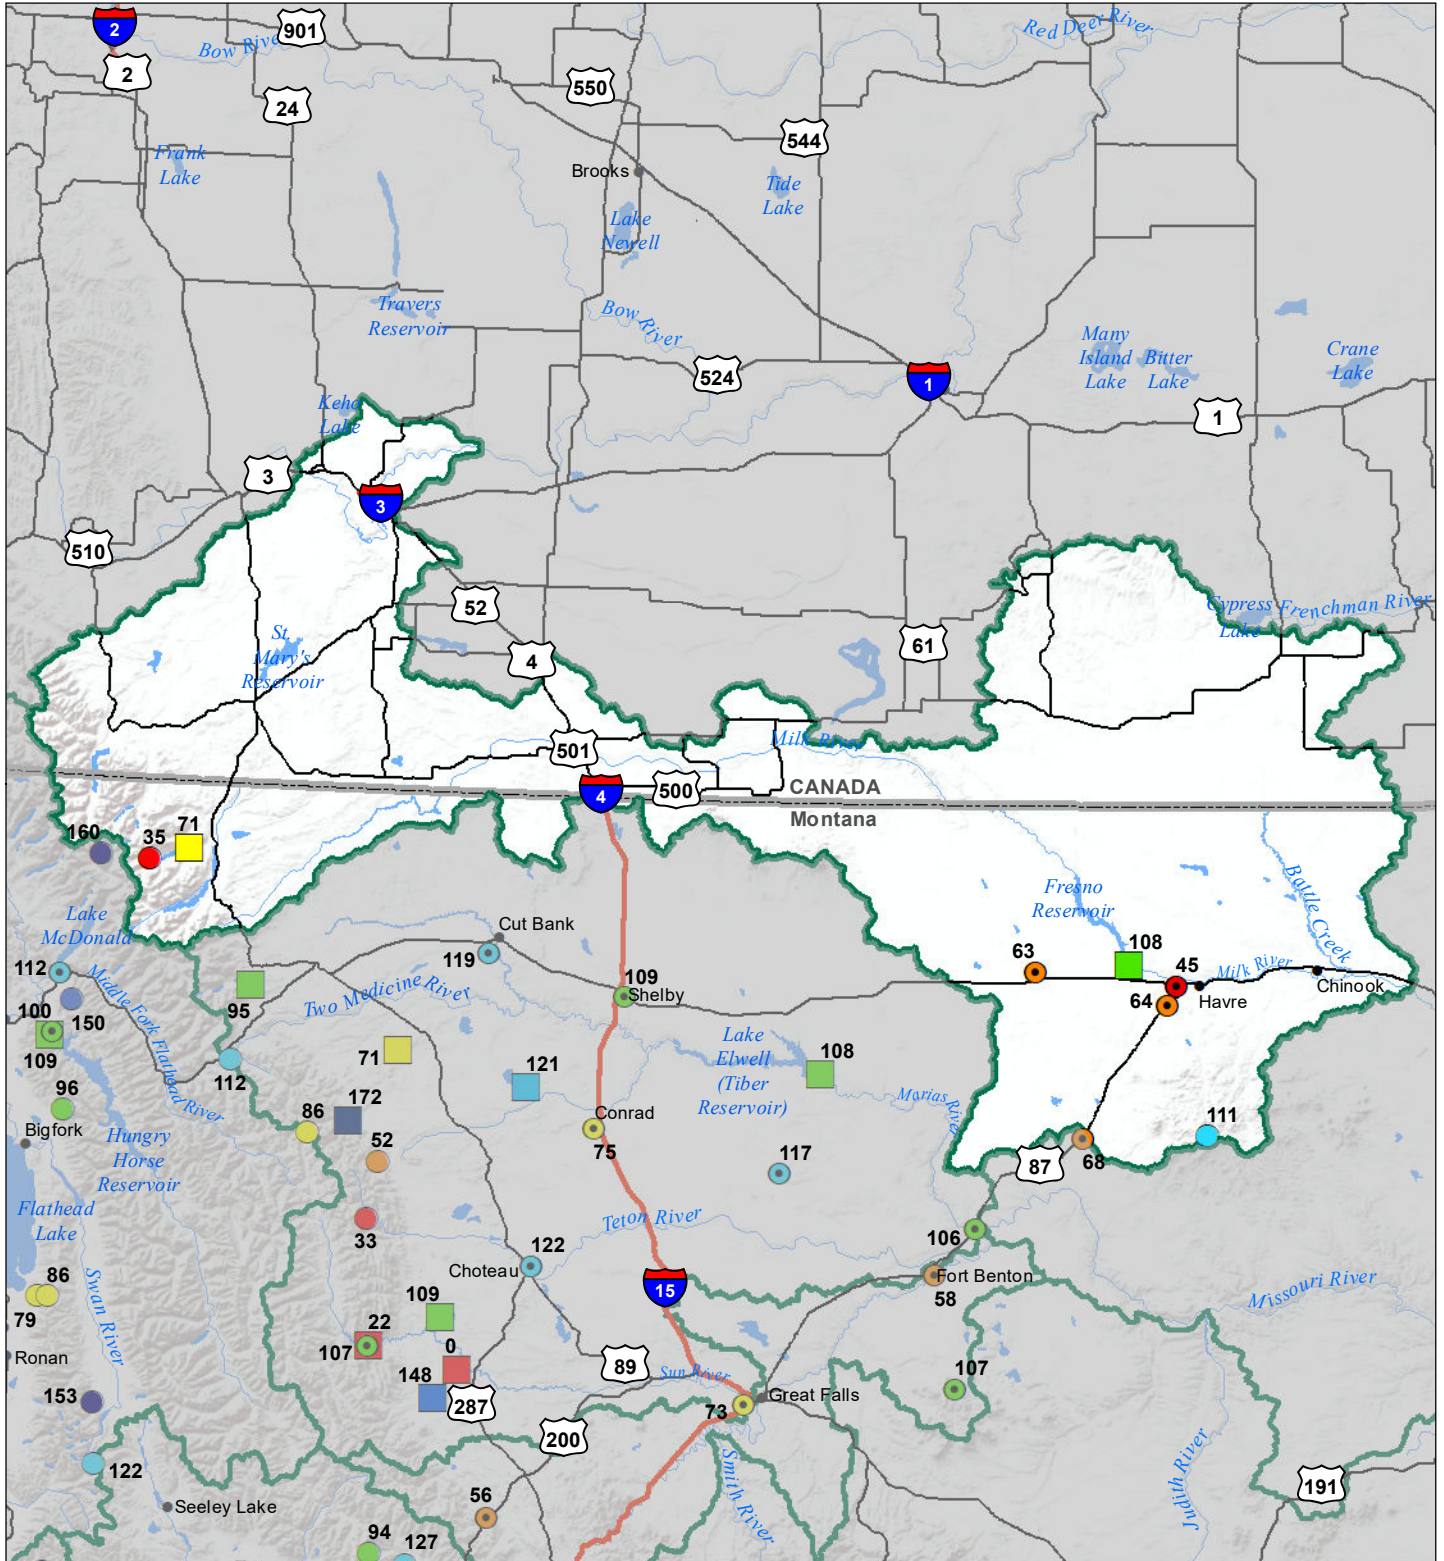 2
901
Bow Rive
Red Deer River
2
550
24
544
Frank
Lake
Brooks
Tide
Lake
Lake
Newell
Travers
Reservoir
Bow River
Many
Island
Lake
Bitter
Lake
Crane
Lake
524
1
1
Keho
Lake
3
3
510
52
Cypress
Lake
Frenchman River
St.
Mary's
Reservoir
4
61
501
Milk River
4
500
CANADA
Montana
160
35
71
Battle Creek
Fresno
Reservoir
Lake
McDonald
Cut Bank
119
63
108
45
Milk River
112
Middle Fork Flathead River
Two Medicine River
109
Shelby
64
Havre
Chinook
95
100
150
109
Lake
Elwell
(Tiber
Reservoir)
71
121
108
112
Marias River
96
172
86
Conrad
75
111
Bigfork
Hungry
Horse
Reservoir
52
117
87
68
Flathead
Lake
33
Teton River
106
Choteau
122
Swan River
86
79
15
Fort Benton
58
Missouri River
109
22
107
0
Ronan
148
89
Sun River
107
153
287
73
Great Falls
200
Smith River
Judith River
122
191
Seeley Lake
56
94
127